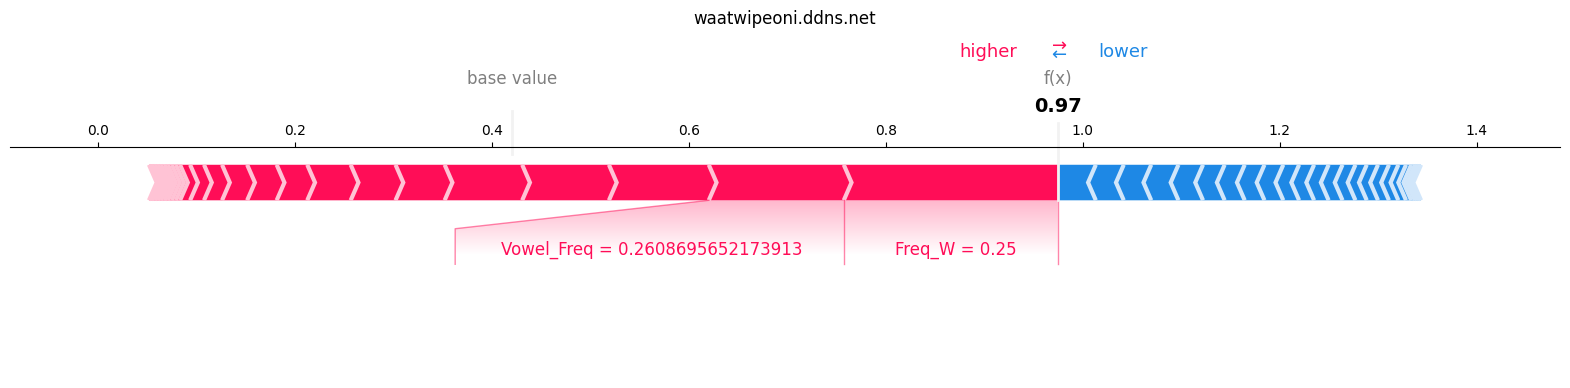 waatwipeoni.ddns.net
higher → ← lower
base value f(x)
0.97
0.0 0.2 0.4 0.6 0.8 1.0 1.2 1.4
Vowel_Freq = 0.2608695652173913 Freq_W = 0.25